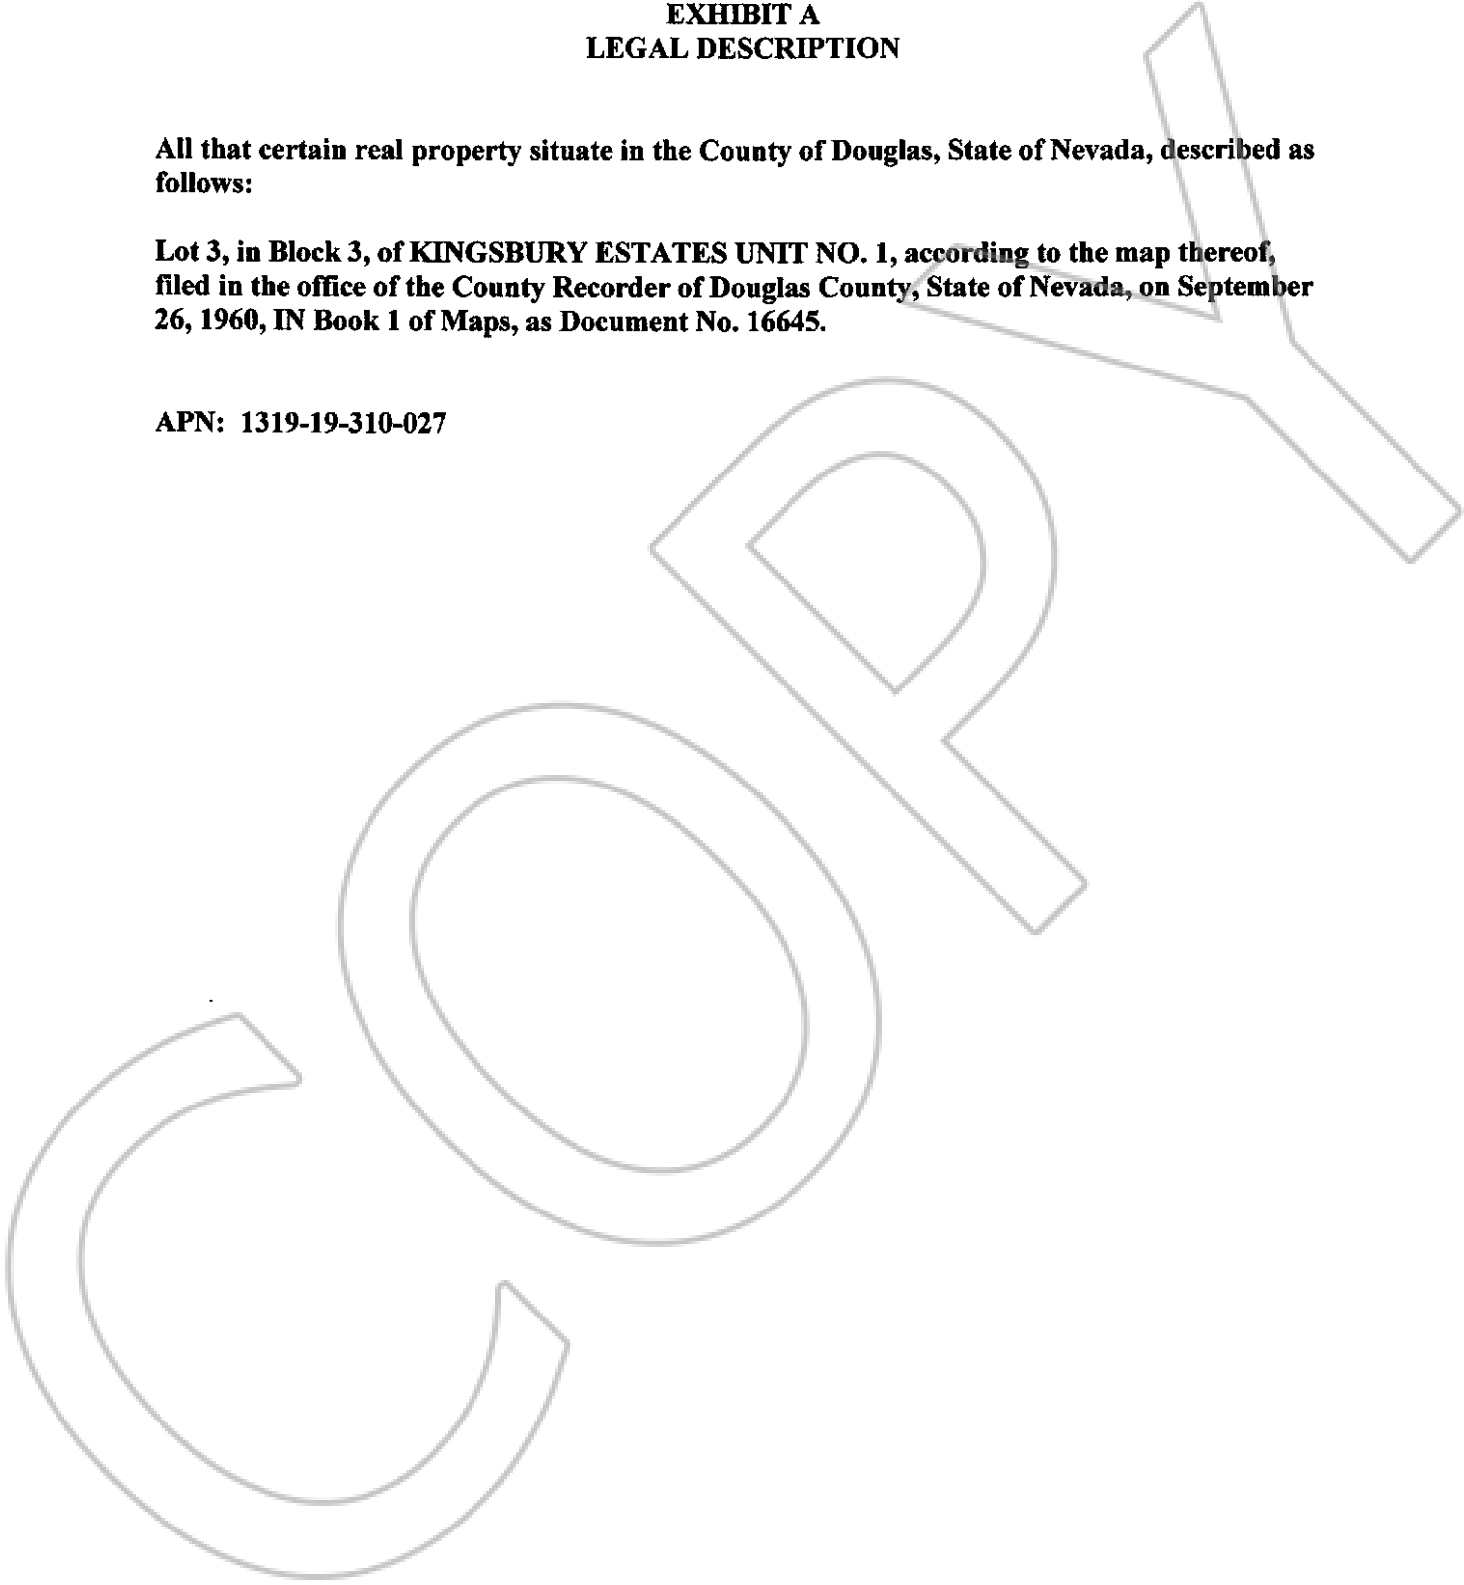 EXHIBIT A
LEGAL DESCRIPTION
All that certain real property situate in the County of Douglas, State of Nevada, described as
follows:
Lot 3, in Block 3, of KINGSBURY ESTATES UNIT NO. 1, according to the map thereof,
filed in the office of the County Recorder of Douglas County, State of Nevada, on September
26, 1960, IN Book 1 of Maps, as Document No. 16645.
APN: 1319-19-310-027
COPY